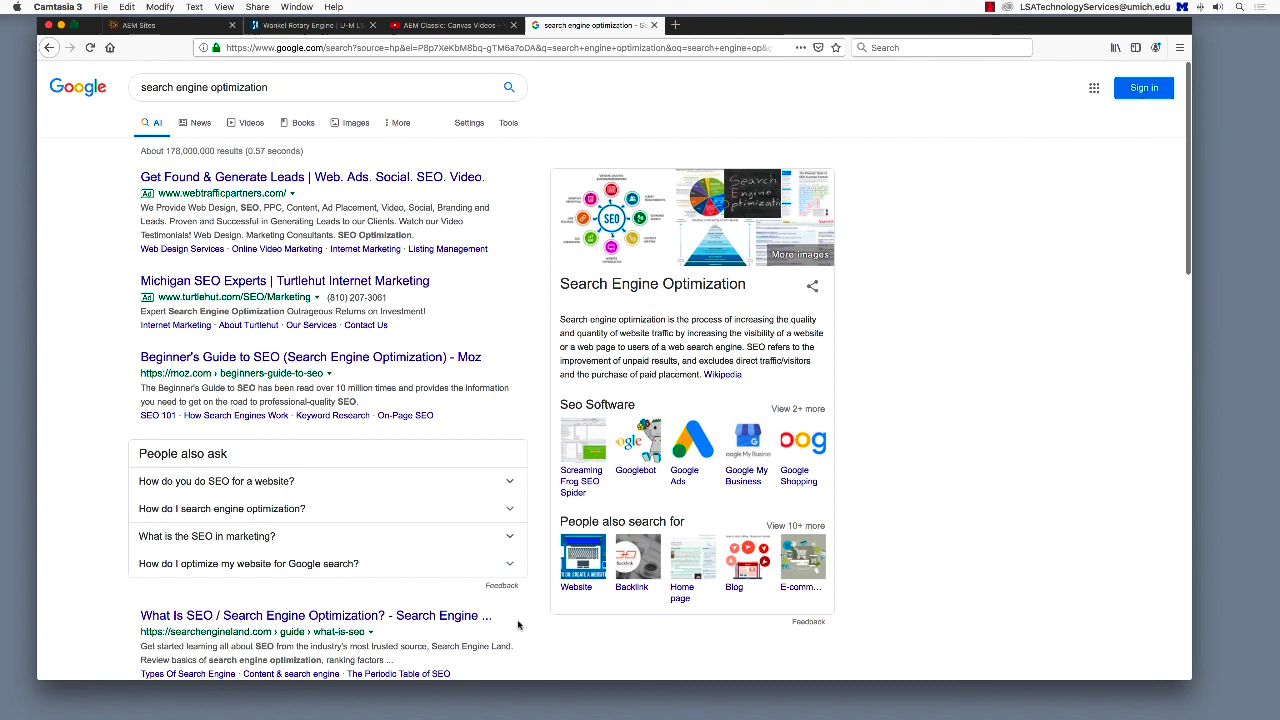 Camtasia 3 File Edit Modify Text View Share Window Help LSATechnologyServices@umich.edu
AEM Sites Wankel Rotary Engine | U-M LS AEM Classic: Canvas Videos - search engine optimization - G
https://www.google.com/search?source=hp&ei=P8p7XeKbM8bq-gTM6a7oDA&q=search+engine+optimization&oq=search+engine+op& Search
Google search engine optimization Sign in
All News Videos Books Images More Settings Tools
About 178,000,000 results (0.57 seconds)
Get Found & Generate Leads | Web. Ads. Social. SEO. Video.
Ad www.webtrafficpartners.com/
We Provide Web Design, SEO, PPC, Content Placement, Video, Social, Branding and
Leads. Proven and Successful in Generating Leads for our Clients. Watch our Video
Testimonials! Web Design. Marketing Consultants. SEO Optimization.
Web Design Services · Online Video Marketing · Internet Marketing · Listing Management
Michigan SEO Experts | Turtlehut Internet Marketing
Ad www.turtlehut.com/SEO/Marketing (810) 207-3061
Expert Search Engine Optimization Outrageous Returns on Investment!
Internet Marketing · About Turtlehut · Our Services · Contact Us
Beginner's Guide to SEO (Search Engine Optimization) - Moz
https://moz.com › beginners-guide-to-seo
The Beginner's Guide to SEO has been read over 10 million times and provides the information
you need to get on the road to professional-quality SEO.
SEO 101 · How Search Engines Work · Keyword Research · On-Page SEO
People also ask
How do you do SEO for a website?
How do I search engine optimization?
What is the SEO in marketing?
How do I optimize my website for Google search?
Feedback
What Is SEO / Search Engine Optimization? - Search Engine ...
https://searchengineland.com › guide › what-is-seo
Get started learning all about SEO from the industry's most trusted source, Search Engine Land.
Review basics of search engine optimization, ranking factors ...
Types Of Search Engine · Content & search engine · The Periodic Table of SEO
SEO
Search
Engine
Optimization
More images
Search Engine Optimization
Search engine optimization is the process of increasing the quality
and quantity of website traffic by increasing the visibility of a website
or a web page to users of a web search engine. SEO refers to the
improvement of unpaid results, and excludes direct traffic/visitors
and the purchase of paid placement. Wikipedia
Seo Software View 2+ more
ogle oogle My Busine oog
Screaming Googlebot Google Google My Google
Frog SEO Ads Business Shopping
Spider
People also search for View 10+ more
Website Backlink Home Blog E-comm...
page
Feedback